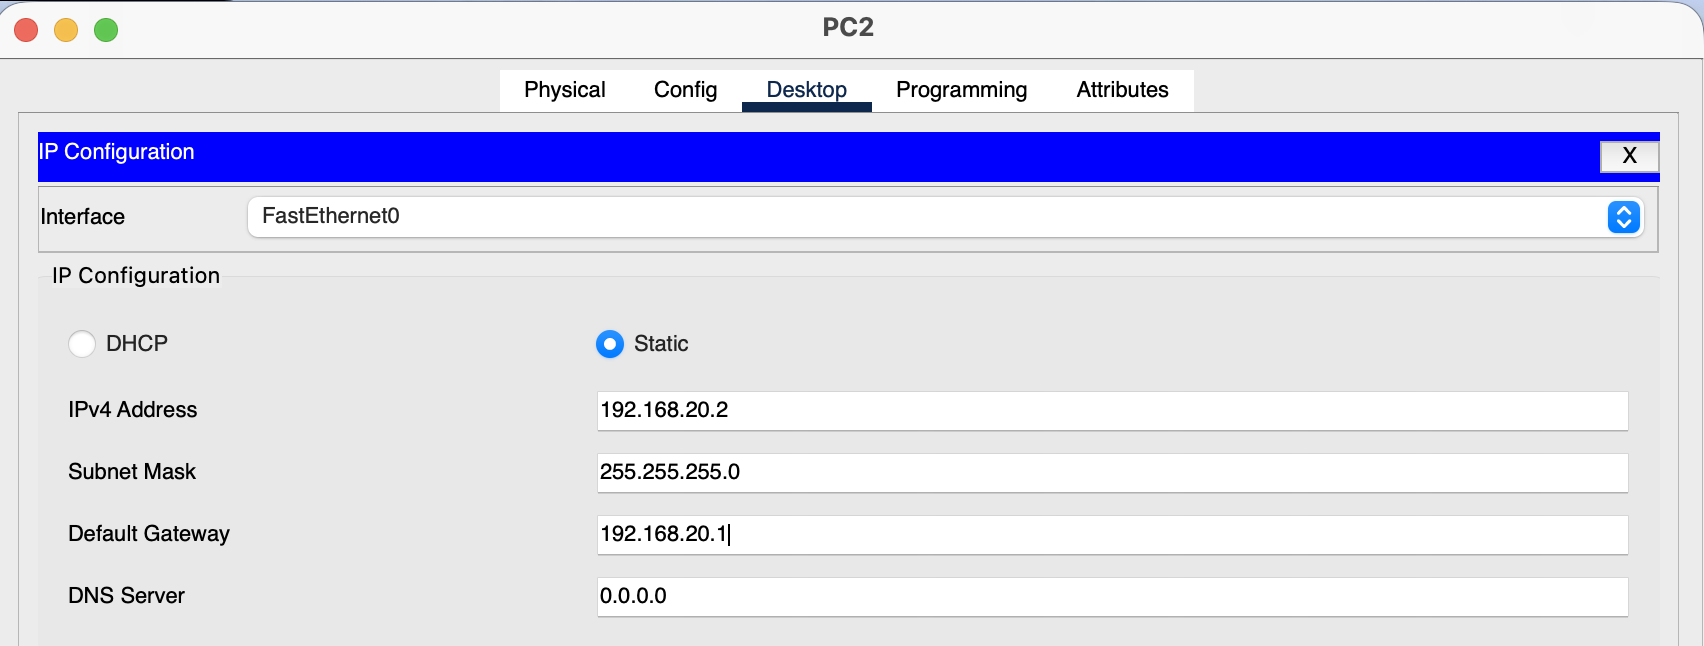 PC2
Physical Config Desktop Programming Attributes
IP Configuration X
Interface FastEthernet0
IP Configuration
DHCP Static
IPv4 Address 192.168.20.2
Subnet Mask 255.255.255.0
Default Gateway 192.168.20.1
DNS Server 0.0.0.0